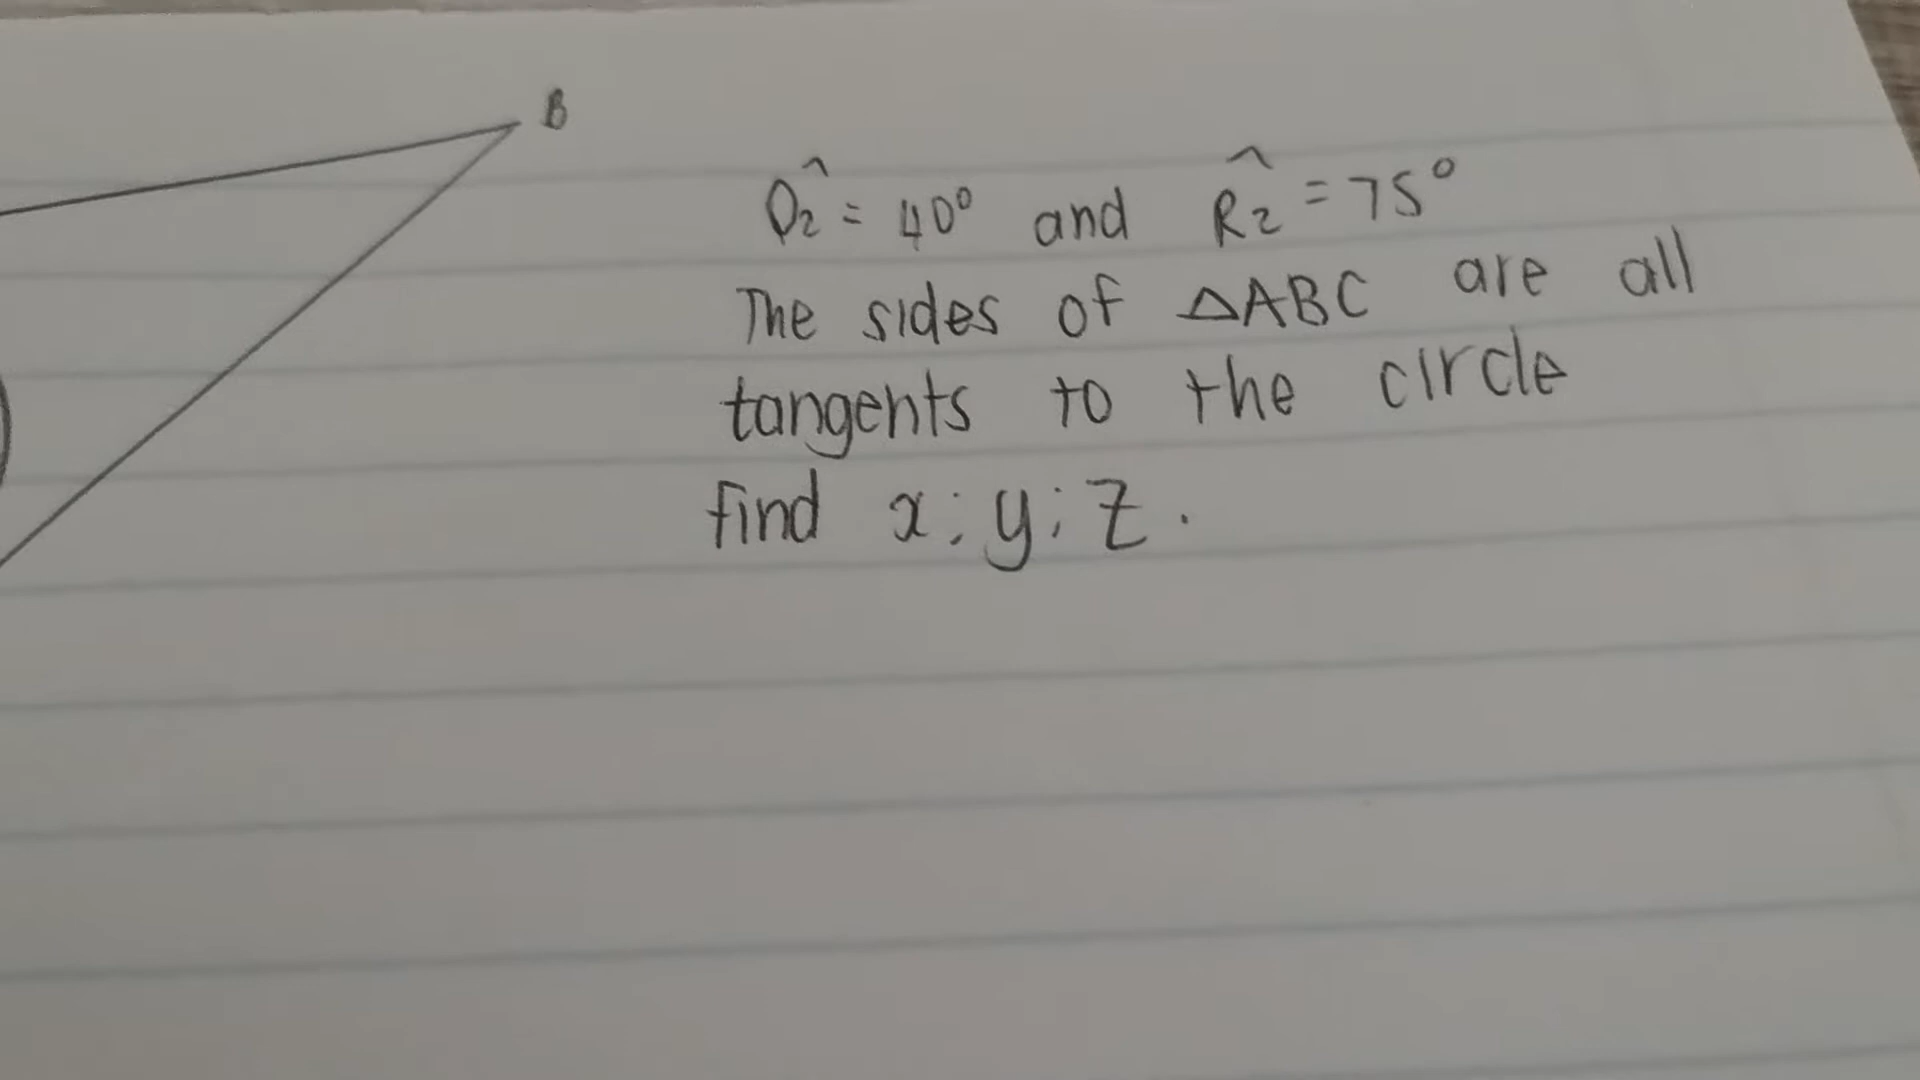 B
Q̂2 = 40° and R̂2 = 75°
The sides of △ABC are all
tangents to the circle
find x; y; z.